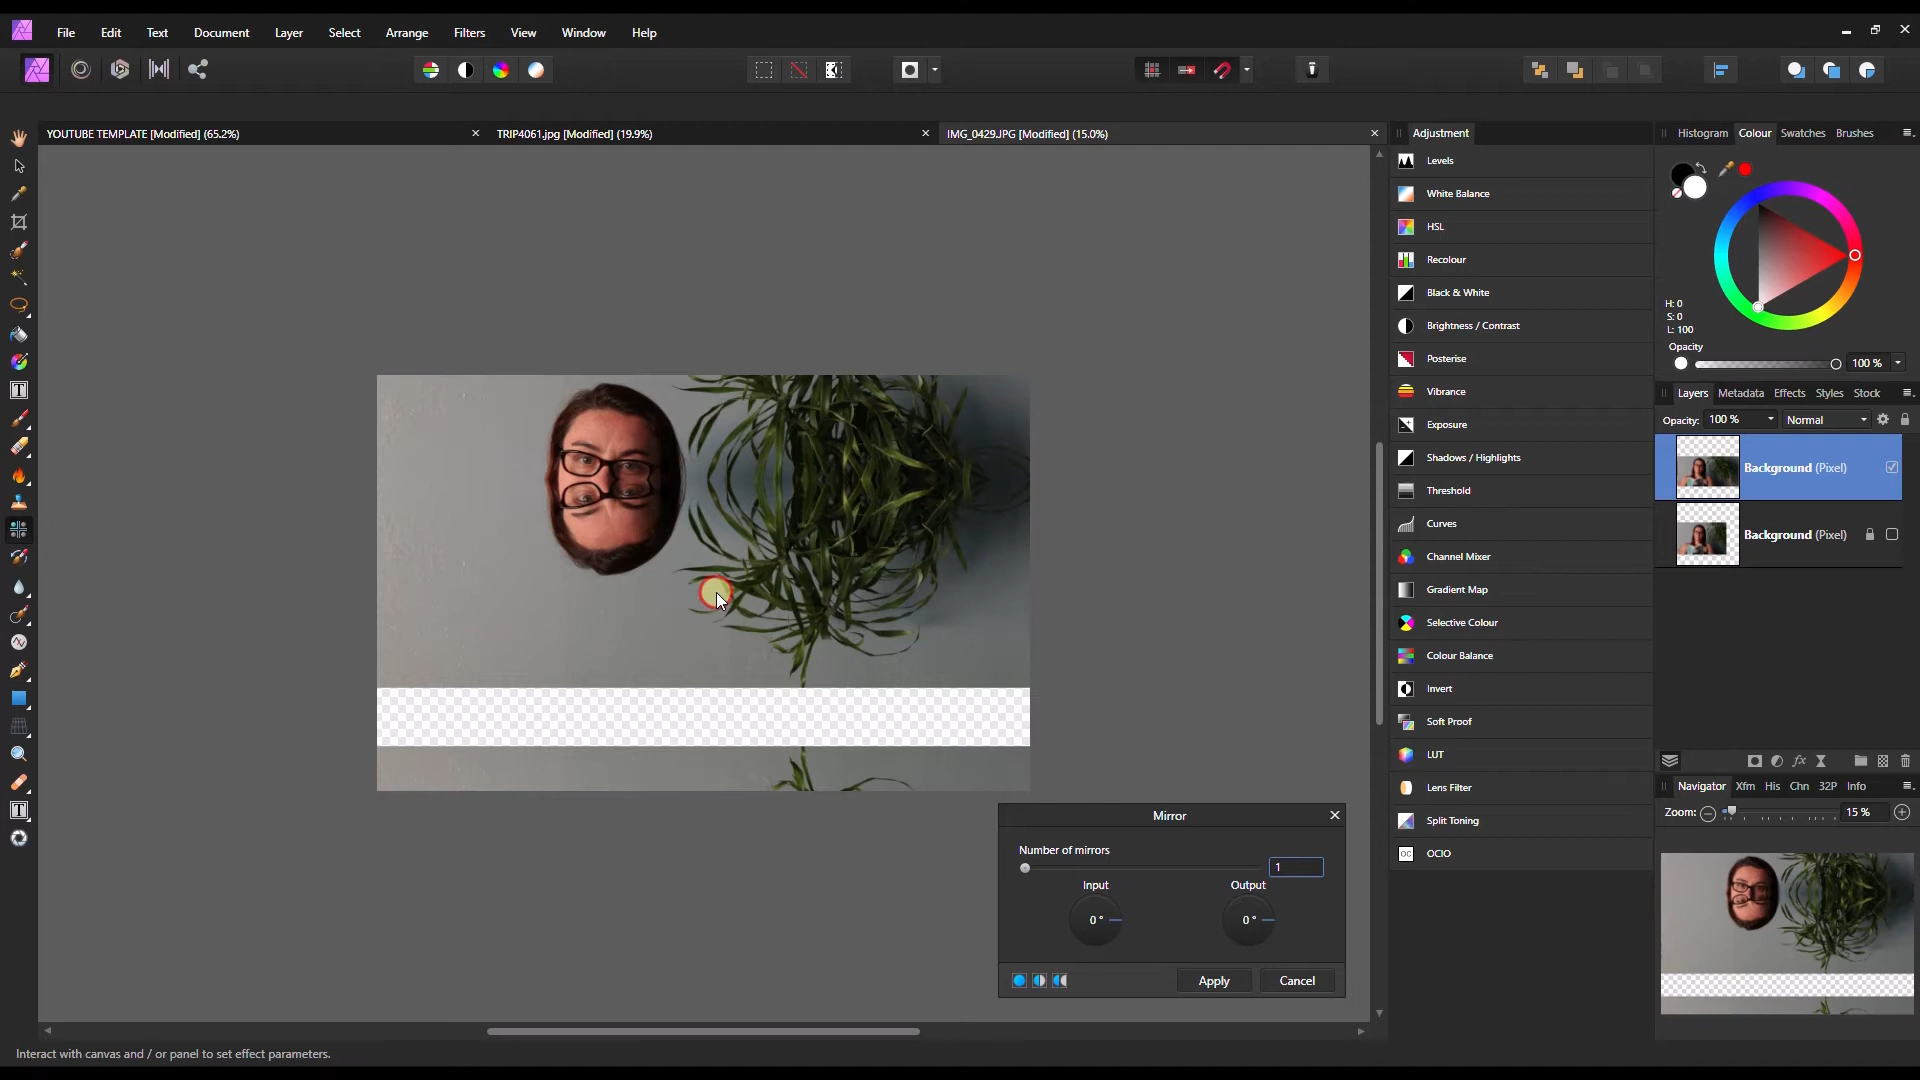 File Edit Text Document Layer Select Arrange Filters View Window Help
YOUTUBE TEMPLATE [Modified] (65.2%)
TRIP4061.jpg [Modified] (19.9%)
IMG_0429.JPG [Modified] (15.0%)
Adjustment
Levels
White Balance
HSL
Recolour
Black & White
Brightness / Contrast
Posterise
Vibrance
Exposure
Shadows / Highlights
Threshold
Curves
Channel Mixer
Gradient Map
Selective Colour
Colour Balance
Invert
Soft Proof
LUT
Lens Filter
Split Toning
OC OCIO
Histogram Colour Swatches Brushes
H: 0
S: 0
L: 100
Opacity
100 %
Layers Metadata Effects Styles Stock
Opacity: 100 % Normal
Background (Pixel)
Background (Pixel)
fx
Navigator Xfm His Chn 32P Info
Zoom: 15 %
Mirror
Number of mirrors
1
Input Output
0 ° 0 °
Apply Cancel
Interact with canvas and / or panel to set effect parameters.